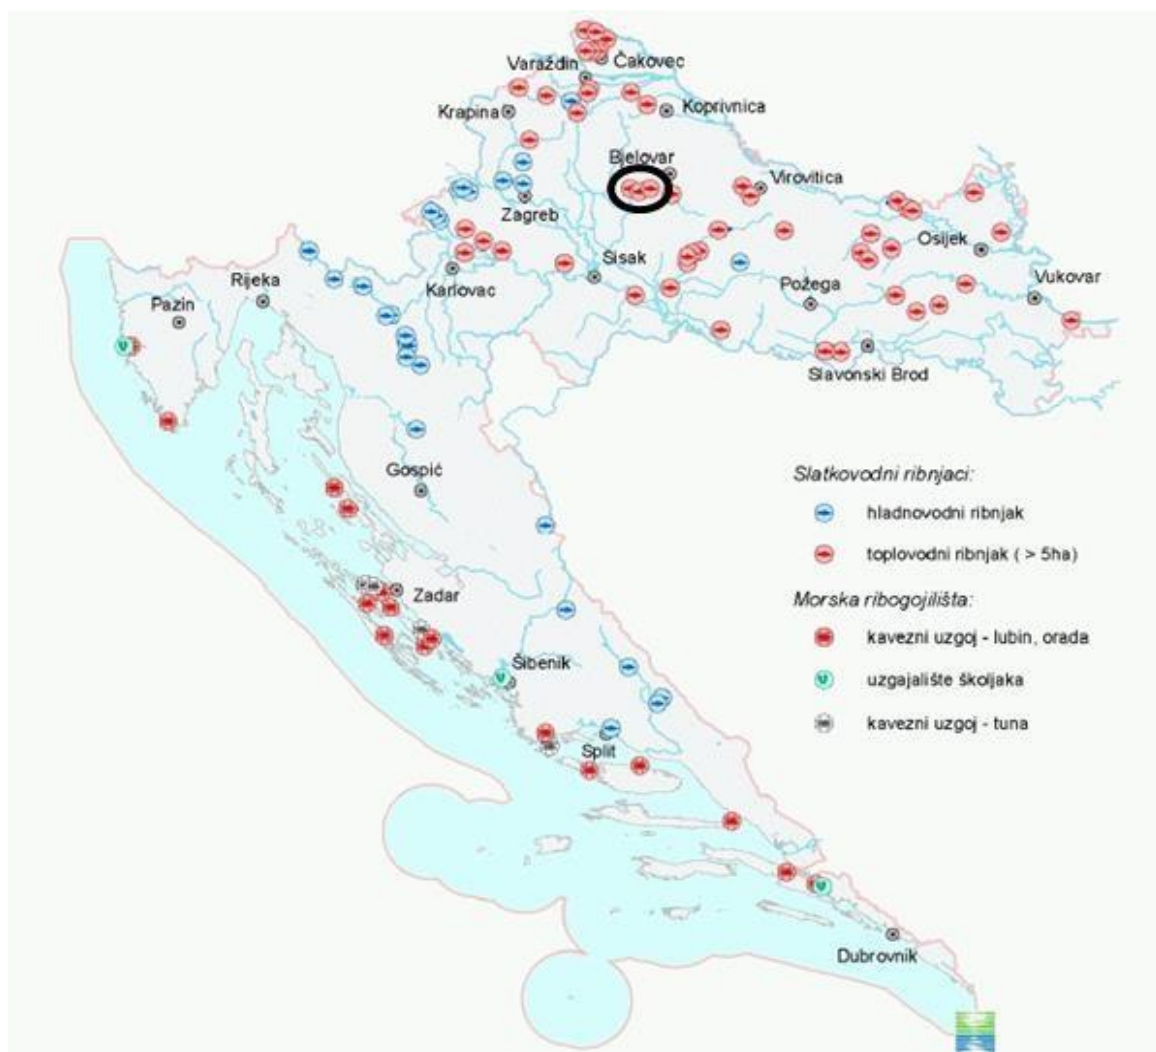 Čakovec
Varaždin
Krapina
Koprivnica
Bjelovar
Virovitica
Zagreb
Osijek
Sisak
Rijeka
Karlovac
Požega
Vukovar
Pazin
Slavonski Brod
Gospić
Zadar
Šibenik
Split
Dubrovnik
Slatkovodni ribnjaci:
hladnovodni ribnjak
toplovodni ribnjak ( > 5ha)
Morska ribogojilišta:
kavezni uzgoj - lubin, orada
uzgajalište školjaka
kavezni uzgoj - tuna